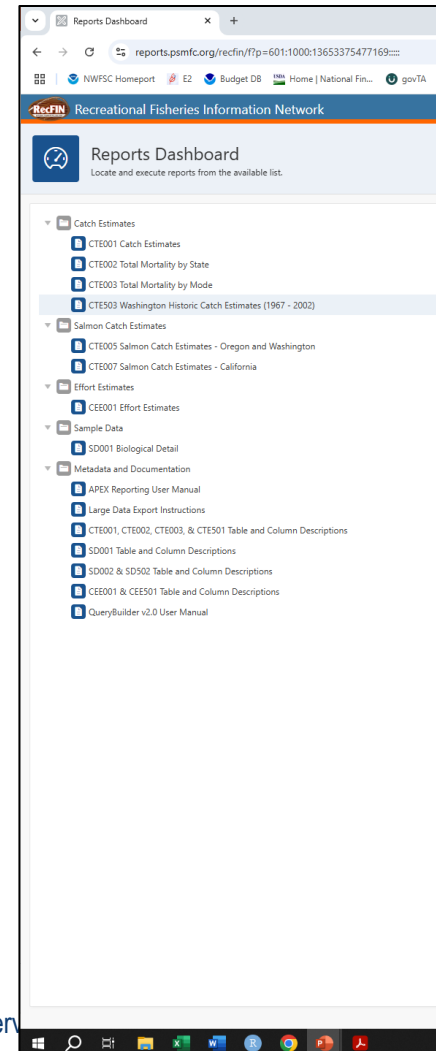 Reports Dashboard
reports.psmfc.org/recfin/f?p=601:1000:13653375477169:::::
NWFSC Homeport E2 Budget DB Home | National Fin... govTA
RecFIN Recreational Fisheries Information Network
Reports Dashboard
Locate and execute reports from the available list.
Catch Estimates
CTE001 Catch Estimates
CTE002 Total Mortality by State
CTE003 Total Mortality by Mode
CTE503 Washington Historic Catch Estimates (1967 - 2002)
Salmon Catch Estimates
CTE005 Salmon Catch Estimates - Oregon and Washington
CTE007 Salmon Catch Estimates - California
Effort Estimates
CEE001 Effort Estimates
Sample Data
SD001 Biological Detail
Metadata and Documentation
APEX Reporting User Manual
Large Data Export Instructions
CTE001, CTE002, CTE003, & CTE501 Table and Column Descriptions
SD001 Table and Column Descriptions
SD002 & SD502 Table and Column Descriptions
CEE001 & CEE501 Table and Column Descriptions
QueryBuilder v2.0 User Manual